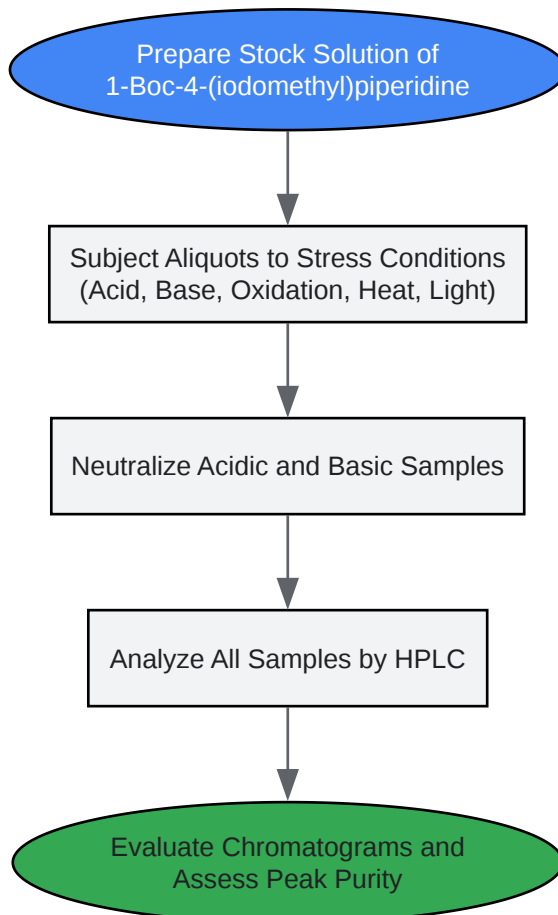 Prepare Stock Solution of
1-Boc-4-(iodomethyl)piperidine
Subject Aliquots to Stress Conditions
(Acid, Base, Oxidation, Heat, Light)
Neutralize Acidic and Basic Samples
Analyze All Samples by HPLC
Evaluate Chromatograms and
Assess Peak Purity